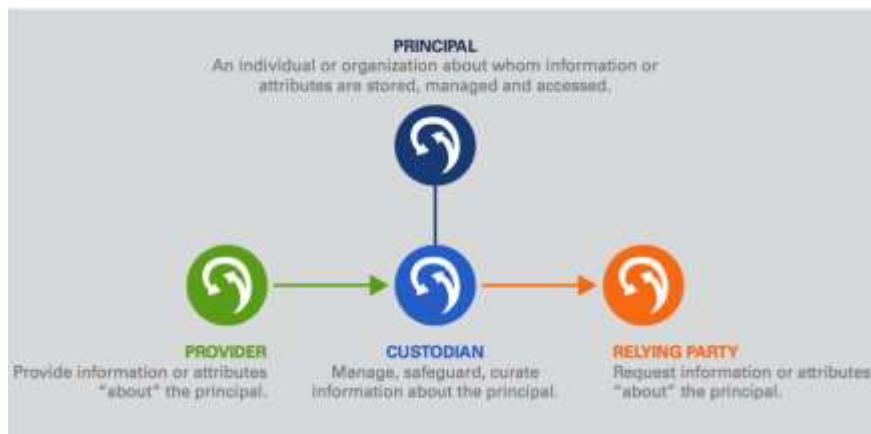 PRINCIPAL
An individual or organization about whom information or
attributes are stored, managed and accessed.
PROVIDER
Provide information or attributes
“about” the principal.
CUSTODIAN
Manage, safeguard, curate
information about the principal.
RELYING PARTY
Request information or attributes
“about” the principal.